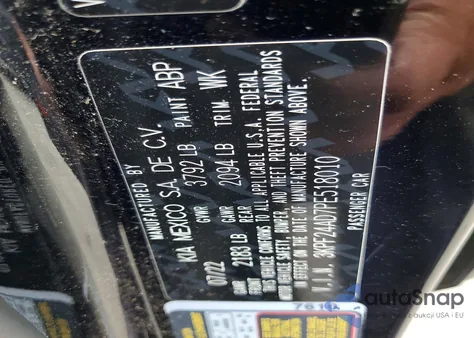 MANUFACTURED BY
KIA MEXICO S.A. DE C.V.
07/22 GVWR 3792 LB PAINT ABP
2183 LB GAWR REAR 2094 LB TRIM WK
THIS VEHICLE CONFORMS TO ALL APPLICABLE U.S.A. FEDERAL
MOTOR VEHICLE SAFETY, BUMPER, AND THEFT PREVENTION STANDARDS
IN EFFECT ON THE DATE OF MANUFACTURE SHOWN ABOVE.
V.I.N. 3KPF24AD7PE518010
PASSENGER CAR
autoSnap